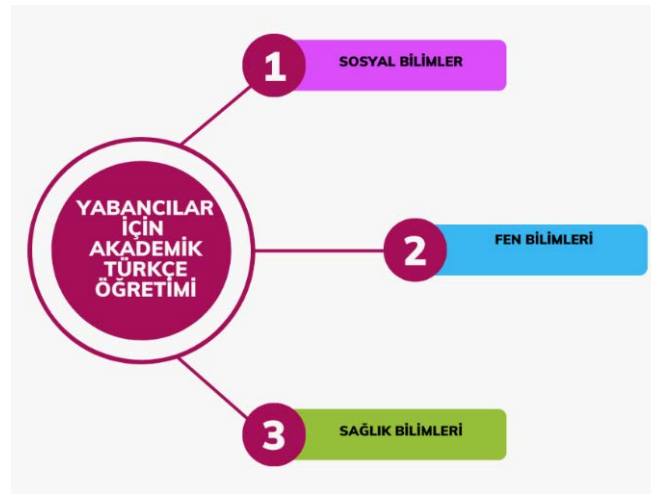 YABANCILAR
İÇİN
AKADEMİK
TÜRKÇE
ÖĞRETİMİ
1
SOSYAL BİLİMLER
2
FEN BİLİMLERİ
3
SAĞLIK BİLİMLERİ